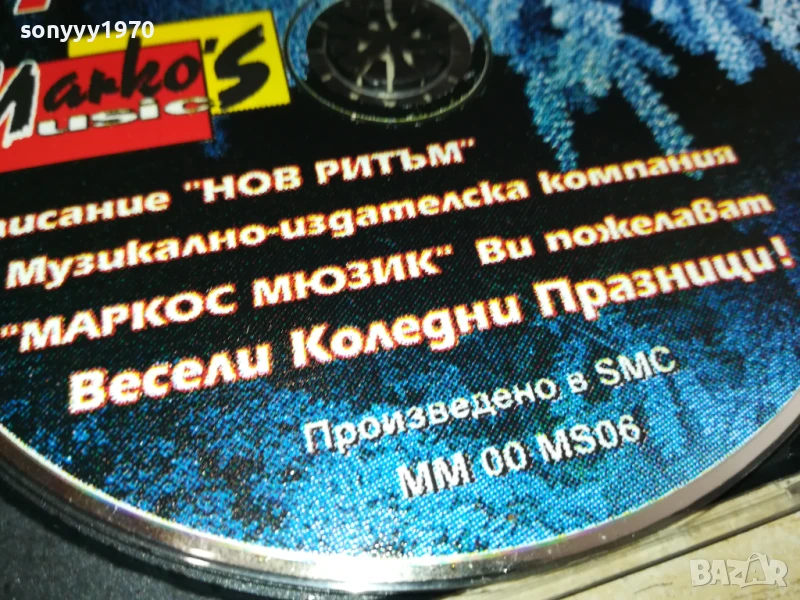 sonyyy1970
Marko's
Music
"НОВ РИТЪМ"
Музикално-издателска компания
"МАРКОС МЮЗИК" Ви пожелават
Весели Коледни Празници!
Произведено в SMC
MM 00 MS06
BAZAR